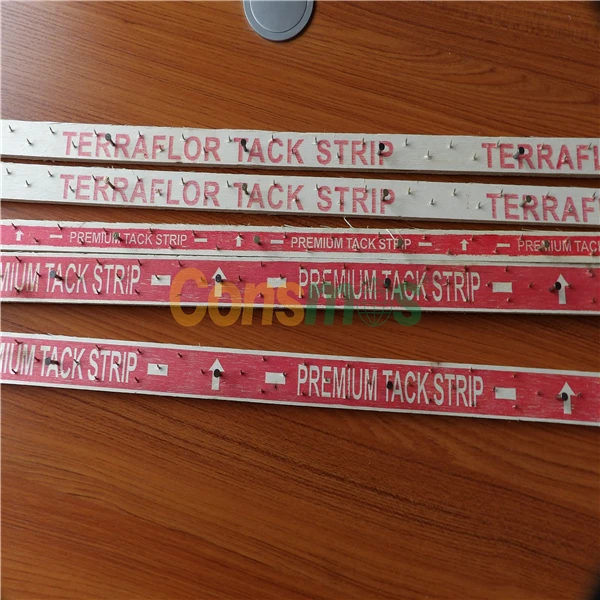 TERRAFLOR TACK STRIP TERRAFL
TERRAFLOR TACK STRIP TERRAF
PREMIUM TACK STRIP PREMIUM TACK STRIP PREMIUM TACK
MIUM TACK STRIP PREMIUM TACK STRIP
MIUM TACK STRIP PREMIUM TACK STRIP
Consmos